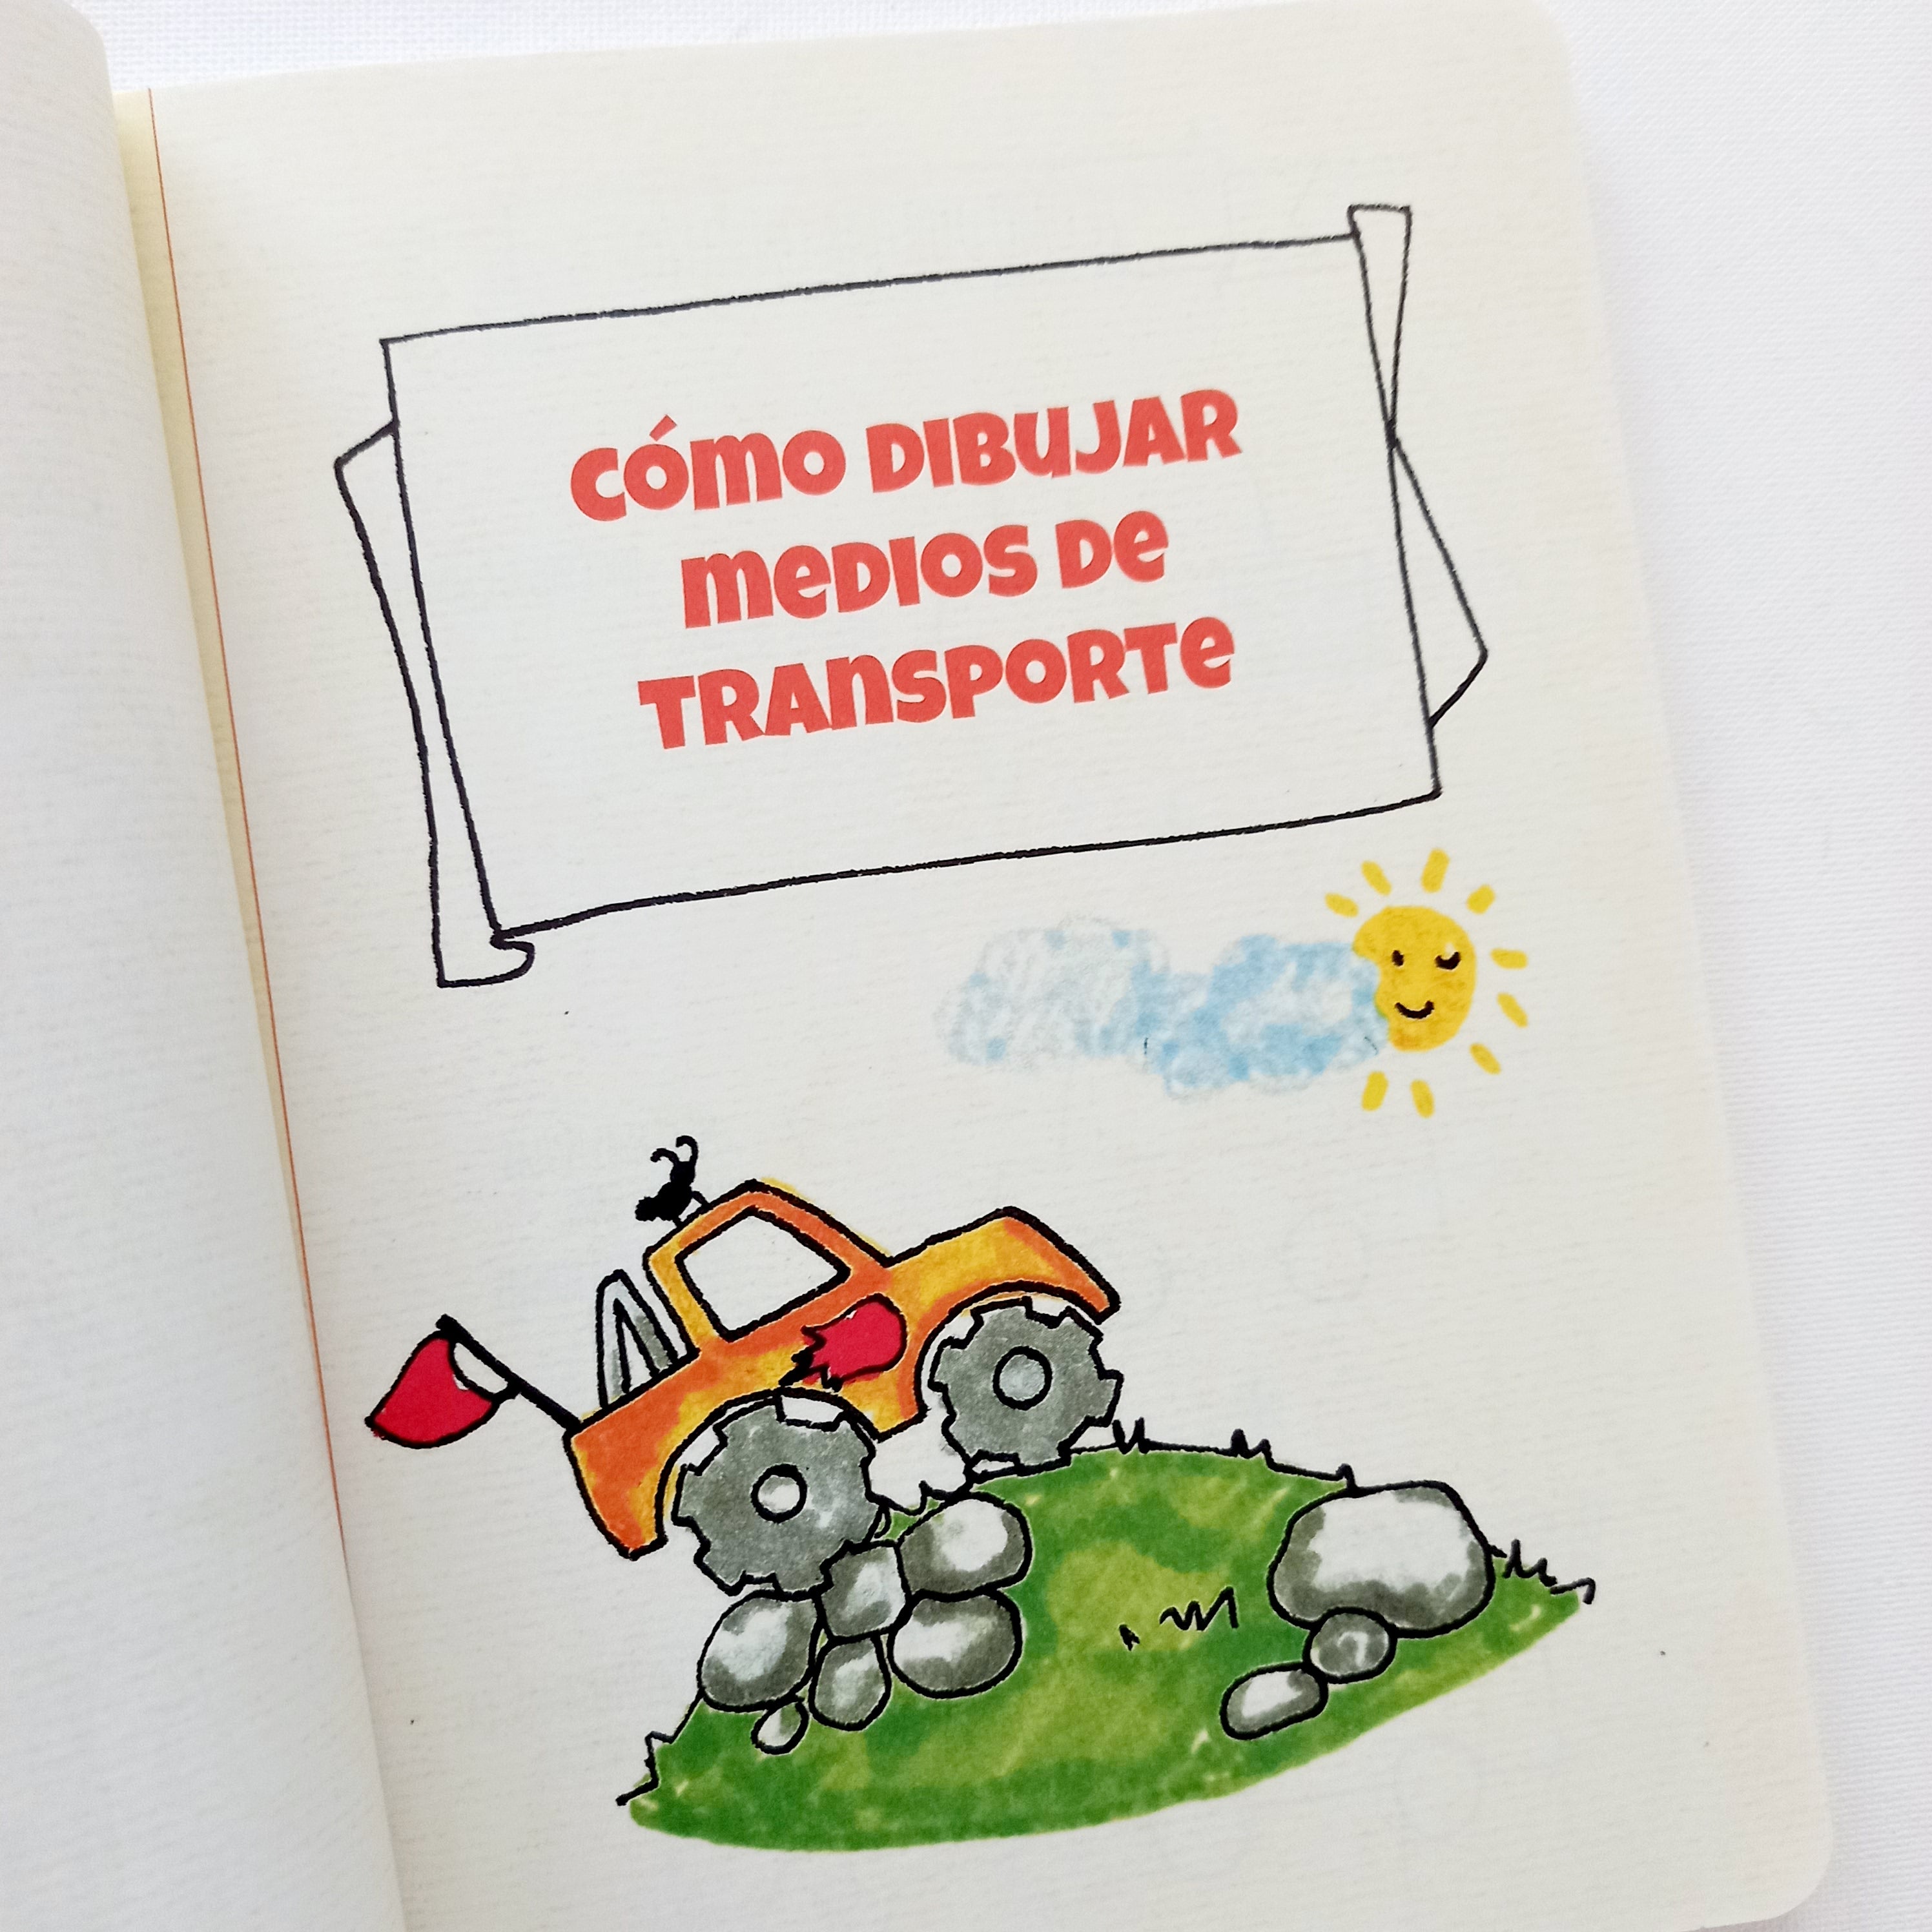 CÓMO DIBUJAR
MEDIOS DE
TRANSPORTE